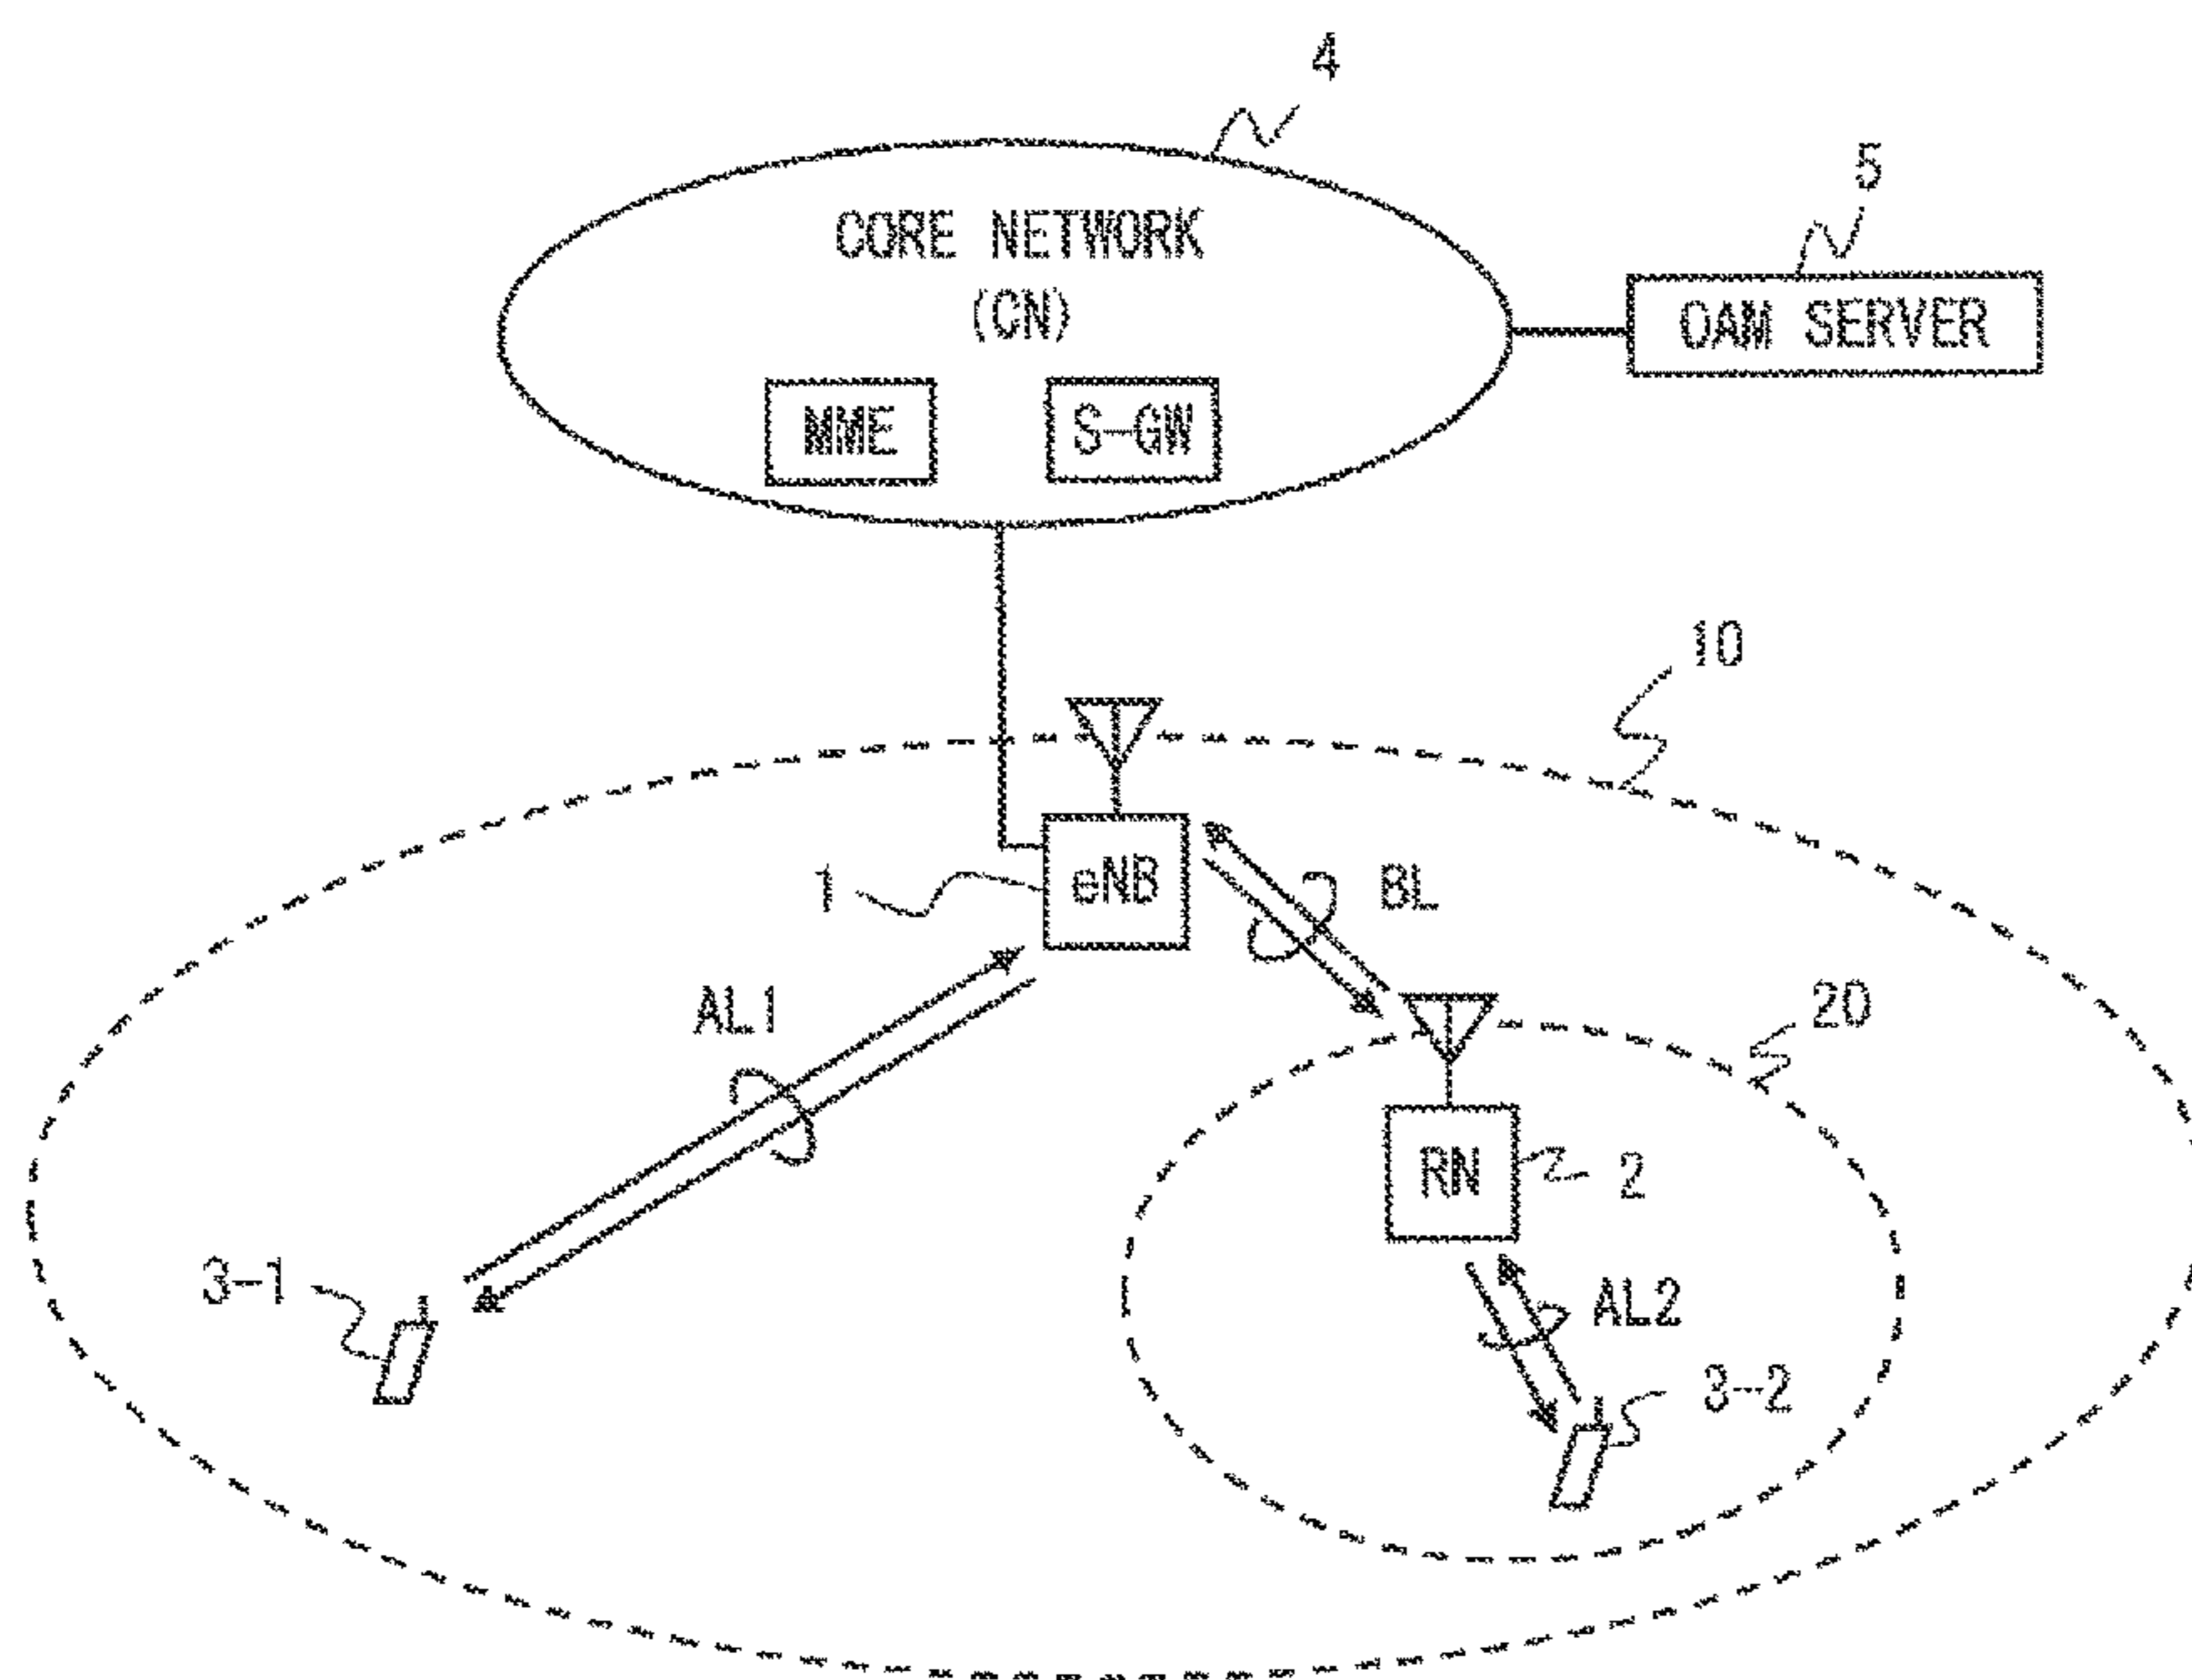 4
5
CORE NETWORK
(CN)
OAM SERVER
MME
S-GW
10
1
eNB
BL
AL1
20
RN
2
3-1
AL2
3-2